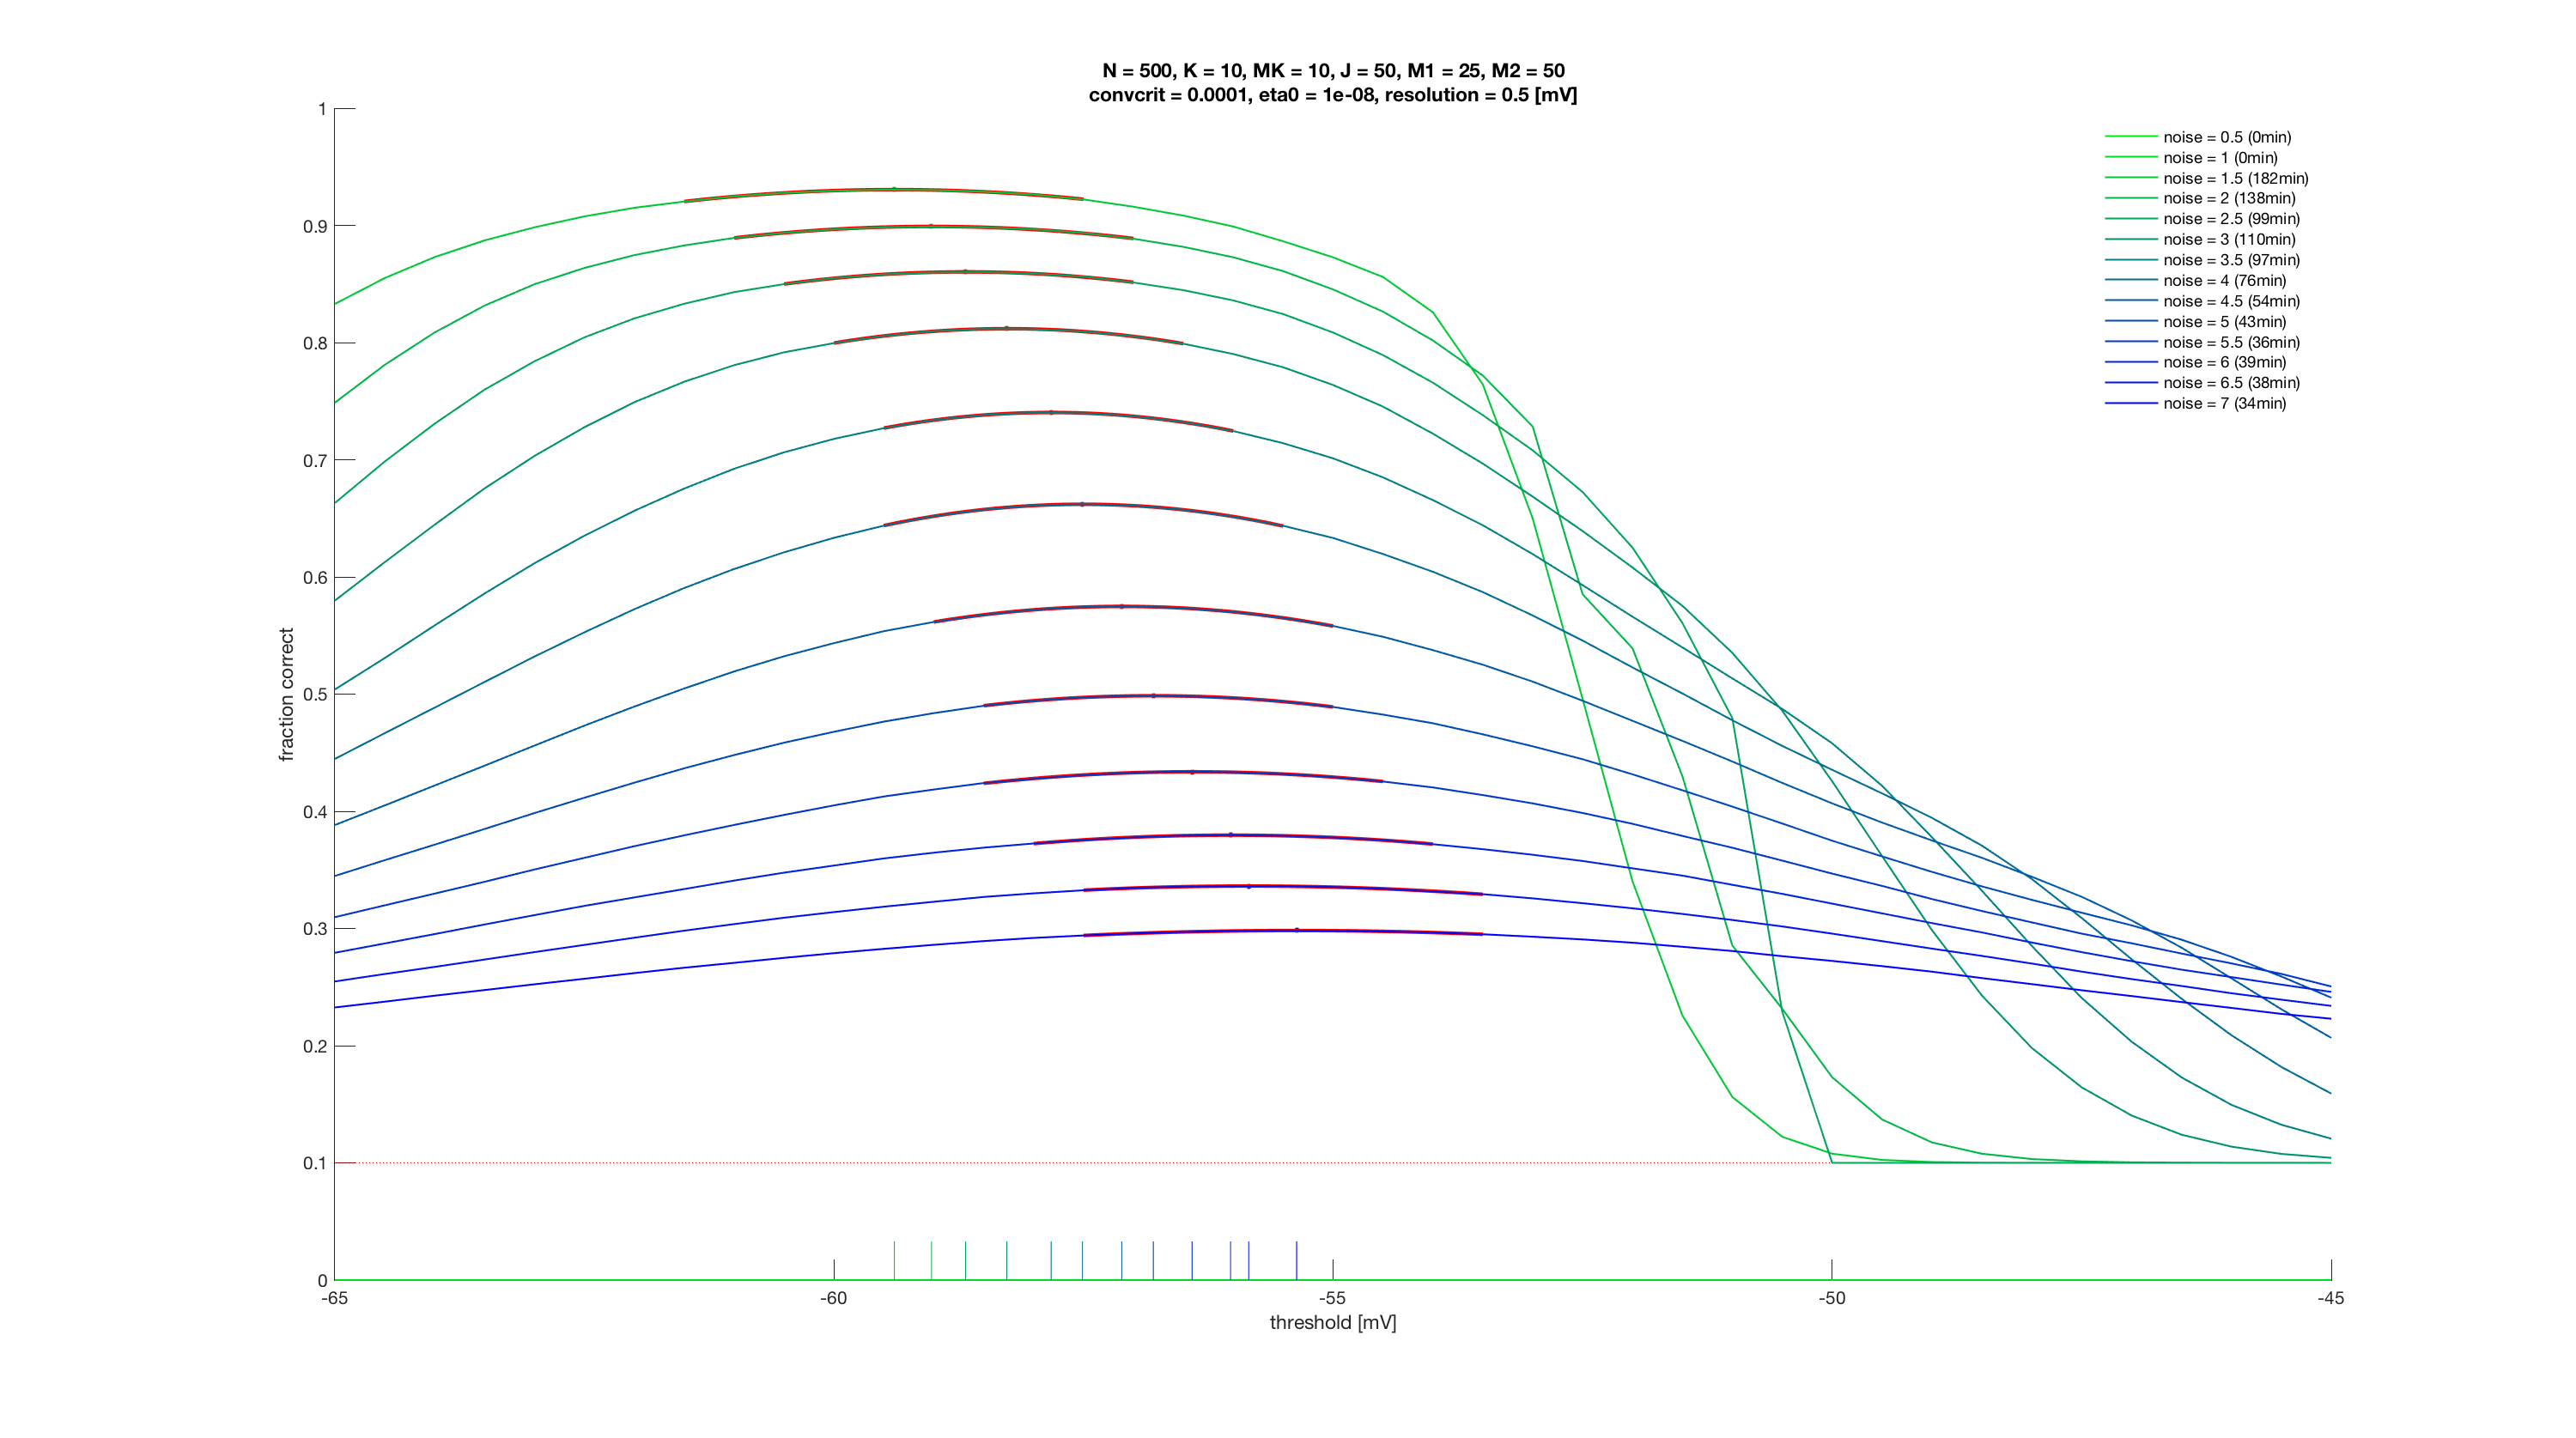 N = 500, K = 10, MK = 10, J = 50, M1 = 25, M2 = 50
convcrit = 0.0001, eta0 = 1e-08, resolution = 0.5 [mV]
noise = 0.5 (0min)
noise = 1 (0min)
noise = 1.5 (182min)
noise = 2 (138min)
noise = 2.5 (99min)
noise = 3 (110min)
noise = 3.5 (97min)
noise = 4 (76min)
noise = 4.5 (54min)
noise = 5 (43min)
noise = 5.5 (36min)
noise = 6 (39min)
noise = 6.5 (38min)
noise = 7 (34min)
1
0.9
0.8
0.7
0.6
0.5
0.4
0.3
0.2
0.1
0
fraction correct
-65
-60
-55
-50
-45
threshold [mV]